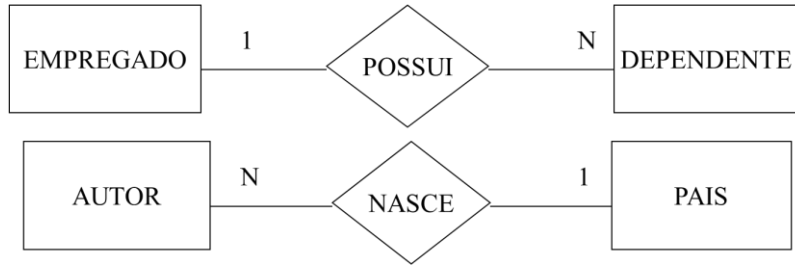 1 N
EMPREGADO POSSUI DEPENDENTE
N 1
AUTOR NASCE PAIS